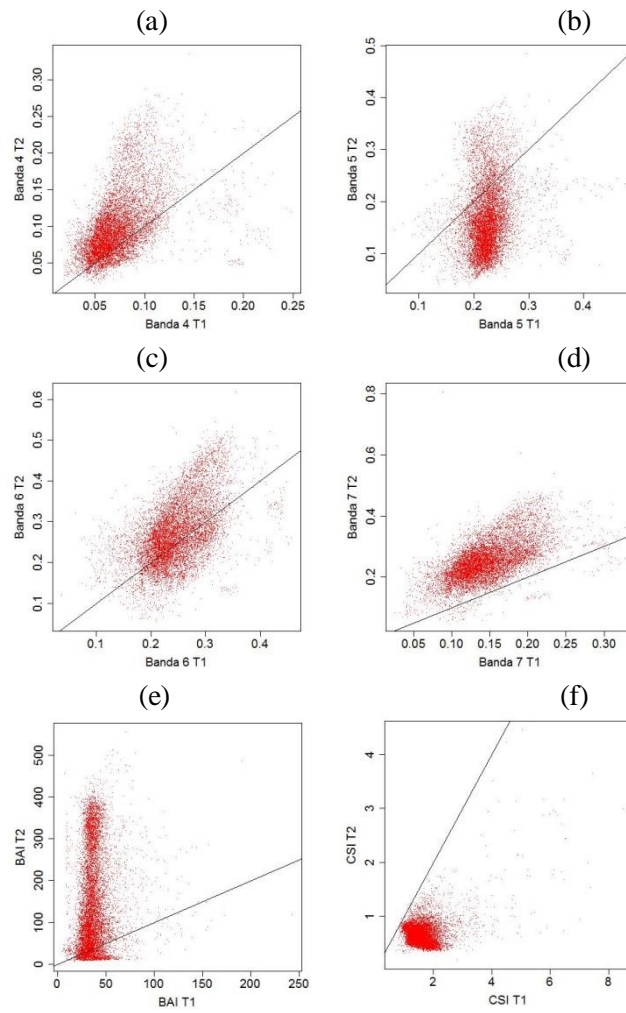 (a)
(b)
0.05 0.10 0.15 0.20 0.25 0.30
Banda 4 T2
0.05 0.10 0.15 0.20 0.25
Banda 4 T1
0.1 0.2 0.3 0.4 0.5
Banda 5 T2
0.1 0.2 0.3 0.4
Banda 5 T1
(c)
(d)
0.1 0.2 0.3 0.4 0.5 0.6
Banda 6 T2
0.1 0.2 0.3 0.4
Banda 6 T1
0.2 0.4 0.6 0.8
Banda 7 T2
0.05 0.10 0.15 0.20 0.25 0.30
Banda 7 T1
(e)
(f)
0 100 200 300 400 500
BAI T2
0 50 100 150 200 250
BAI T1
1 2 3 4
CSI T2
2 4 6 8
CSI T1